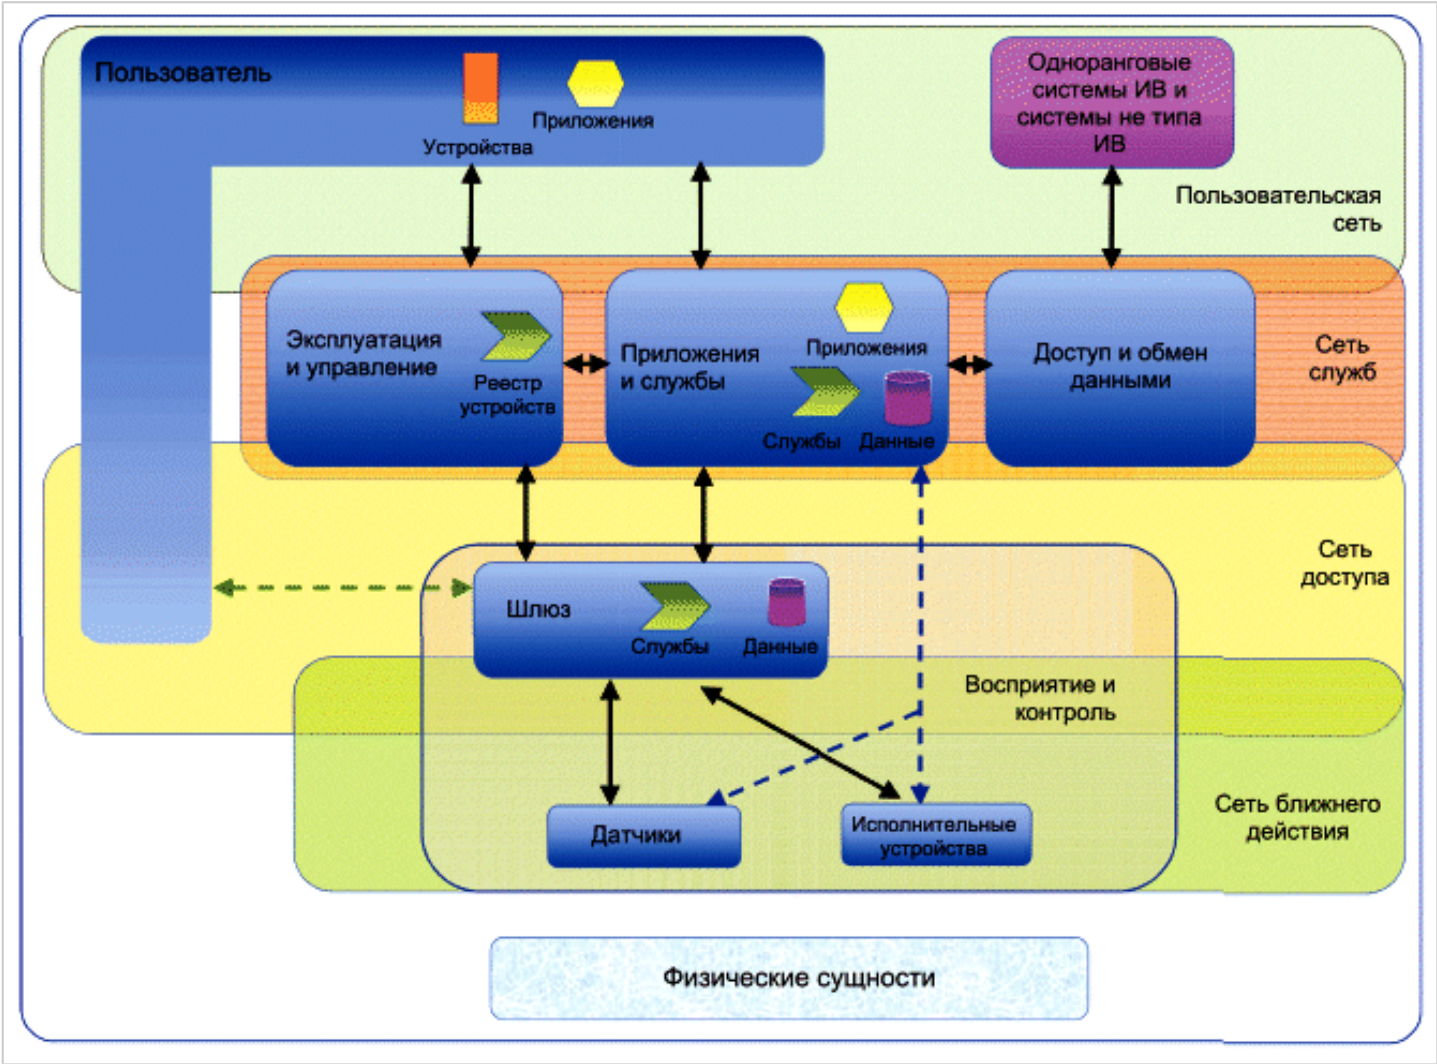 Пользователь
Устройства
Приложения
Одноранговые
системы ИВ и
системы не типа
ИВ
Пользовательская
сеть
Эксплуатация
и управление
Реестр
устройств
Приложения
и службы
Приложения
Службы
Данные
Доступ и обмен
данными
Сеть
служб
Сеть
доступа
Шлюз
Службы
Данные
Восприятие и
контроль
Датчики
Исполнительные
устройства
Сеть ближнего
действия
Физические сущности